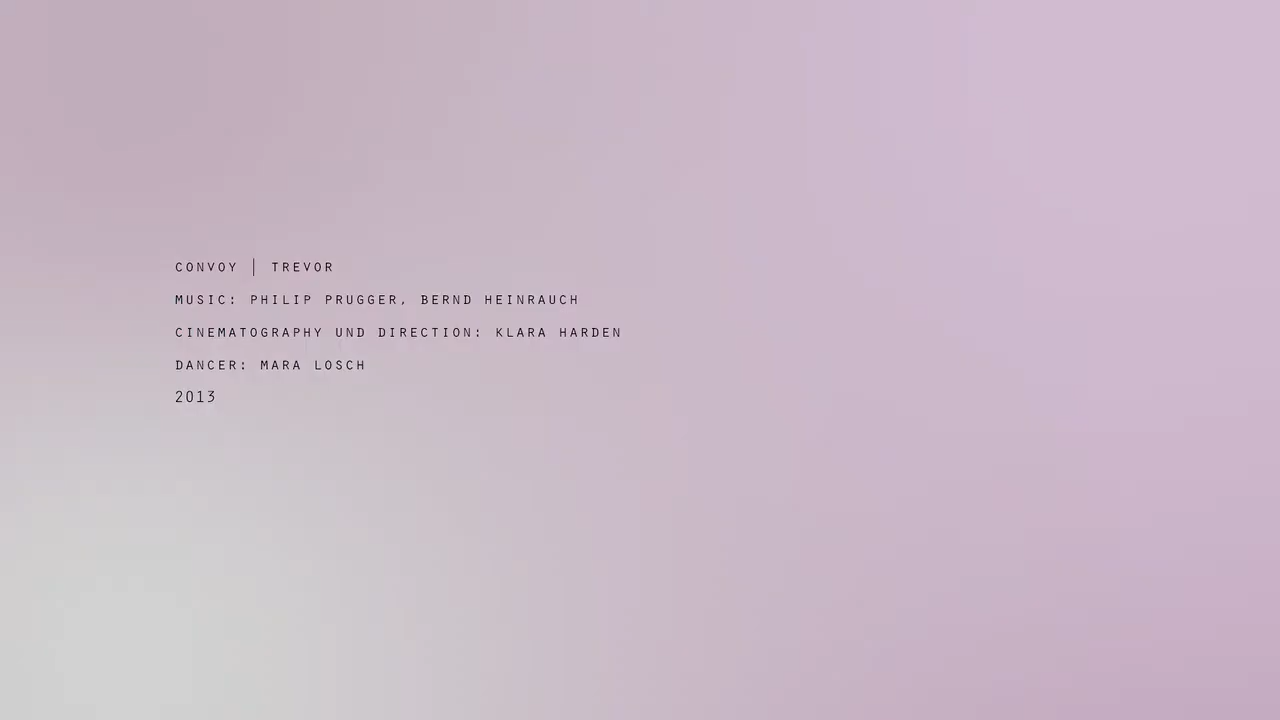 CONVOY | TREVOR
MUSIC: PHILIP PRUGGER, BERND HEINRAUCH
CINEMATOGRAPHY UND DIRECTION: KLARA HARDEN
DANCER: MARA LOSCH
2013